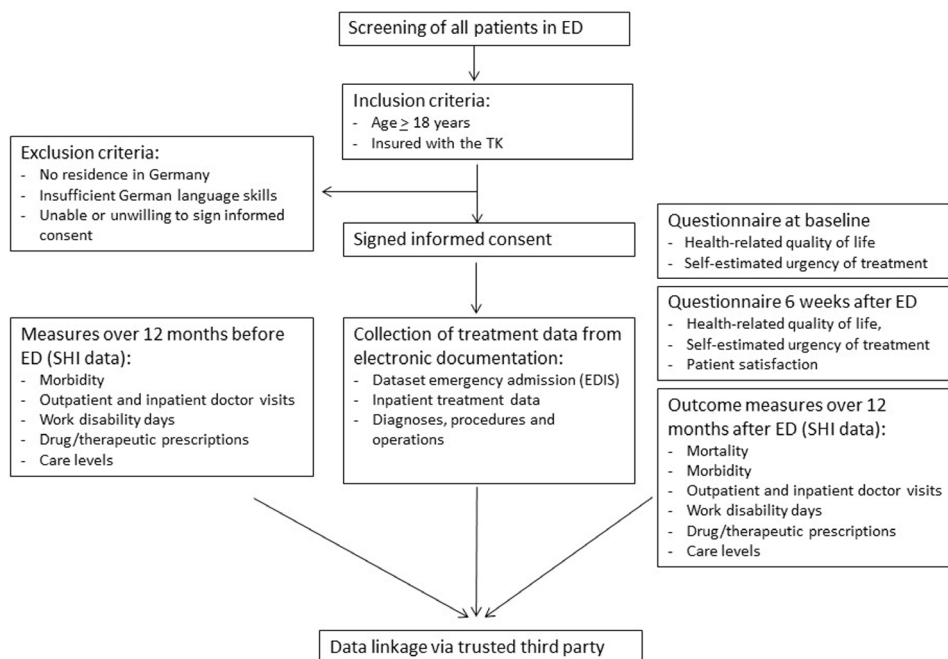 Screening of all patients in ED
Inclusion criteria:
- Age ≥ 18 years
- Insured with the TK
Exclusion criteria:
- No residence in Germany
- Insufficient German language skills
- Unable or unwilling to sign informed
consent
Signed informed consent
Questionnaire at baseline
- Health-related quality of life
- Self-estimated urgency of treatment
Questionnaire 6 weeks after ED
- Health-related quality of life,
- Self-estimated urgency of treatment
- Patient satisfaction
Measures over 12 months before
ED (SHI data):
- Morbidity
- Outpatient and inpatient doctor visits
- Work disability days
- Drug/therapeutic prescriptions
- Care levels
Collection of treatment data from
electronic documentation:
- Dataset emergency admission (EDIS)
- Inpatient treatment data
- Diagnoses, procedures and
operations
Outcome measures over 12
months after ED (SHI data):
- Mortality
- Morbidity
- Outpatient and inpatient doctor visits
- Work disability days
- Drug/therapeutic prescriptions
- Care levels
Data linkage via trusted third party